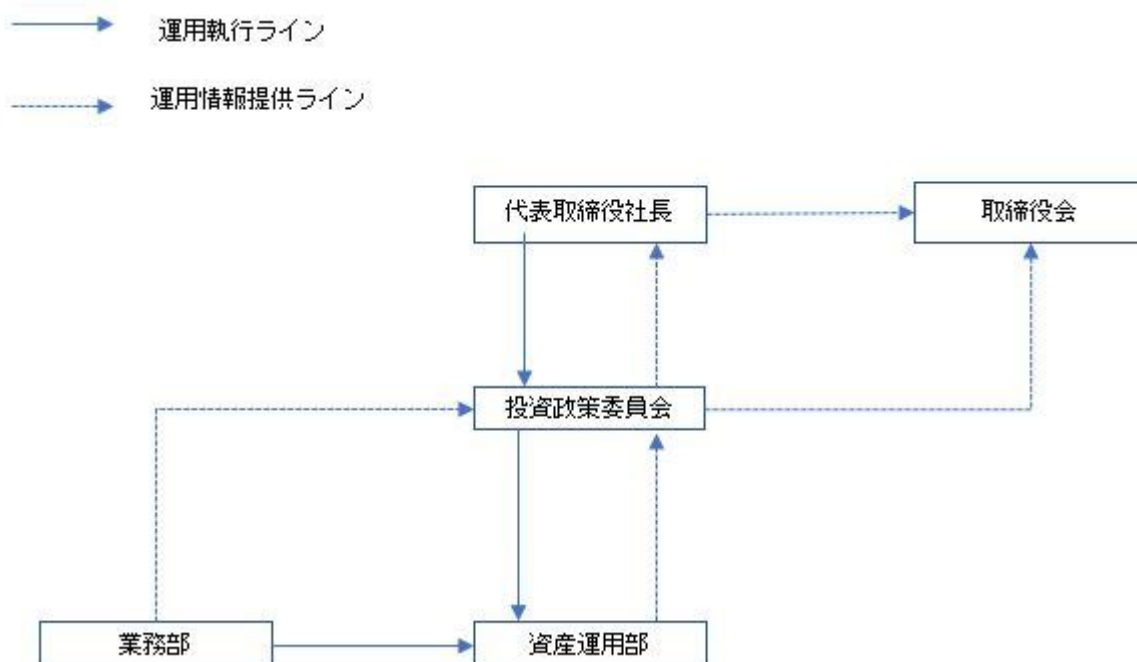 運用執行ライン
運用情報提供ライン
代表取締役社長
取締役会
投資政策委員会
業務部
資産運用部